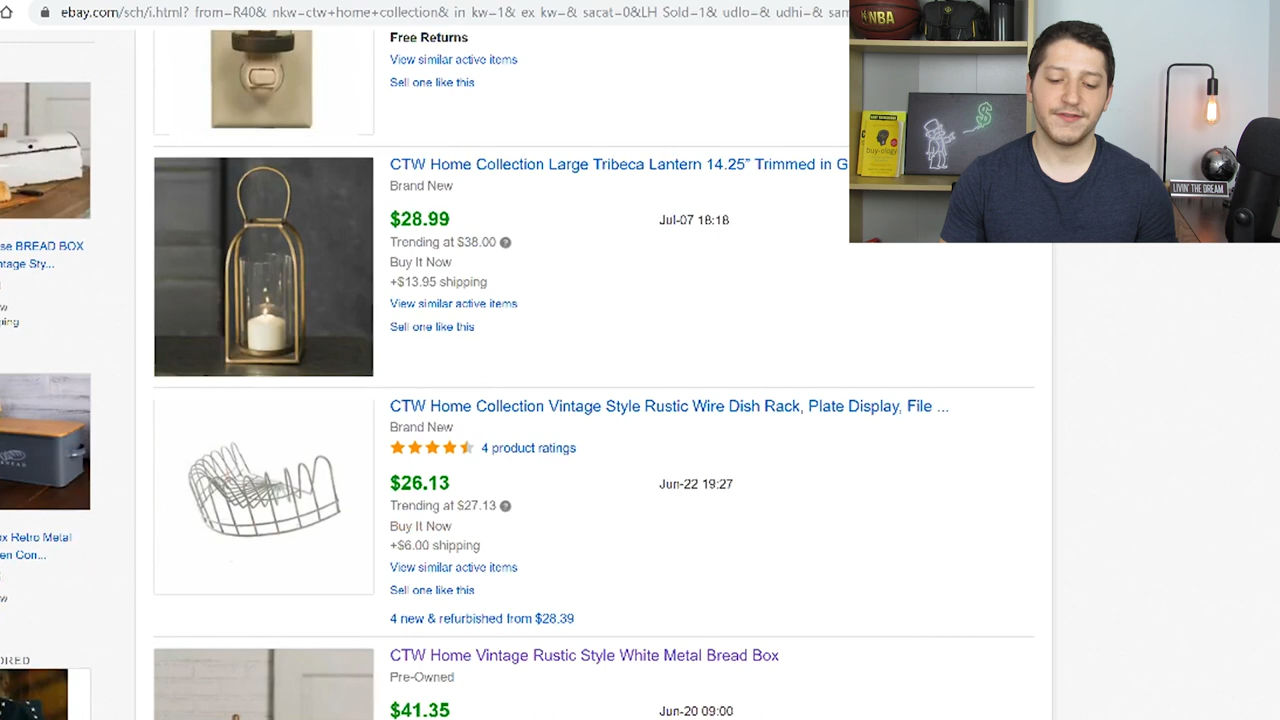 ebay.com/sch/i.html?_from=R40&_nkw=ctw+home+collection&_in_kw=1&_ex_kw=&_sacat=0&LH_Sold=1&_udlo=&_udhi=&_sam
Free Returns
View similar active items
Sell one like this
CTW Home Collection Large Tribeca Lantern 14.25” Trimmed in G
Brand New
$28.99
Jul-07 18:18
Trending at $38.00
Buy It Now
+$13.95 shipping
View similar active items
Sell one like this
CTW Home Collection Vintage Style Rustic Wire Dish Rack, Plate Display, File ...
Brand New
4 product ratings
$26.13
Jun-22 19:27
Trending at $27.13
Buy It Now
+$6.00 shipping
View similar active items
Sell one like this
4 new & refurbished from $28.39
CTW Home Vintage Rustic Style White Metal Bread Box
Pre-Owned
$41.35
Jun-20 09:00
se BREAD BOX
ntage Sty...
w
ping
ox Retro Metal
en Con...
w
ORED
NBA
buy-ology
$
LIVIN' THE DREAM